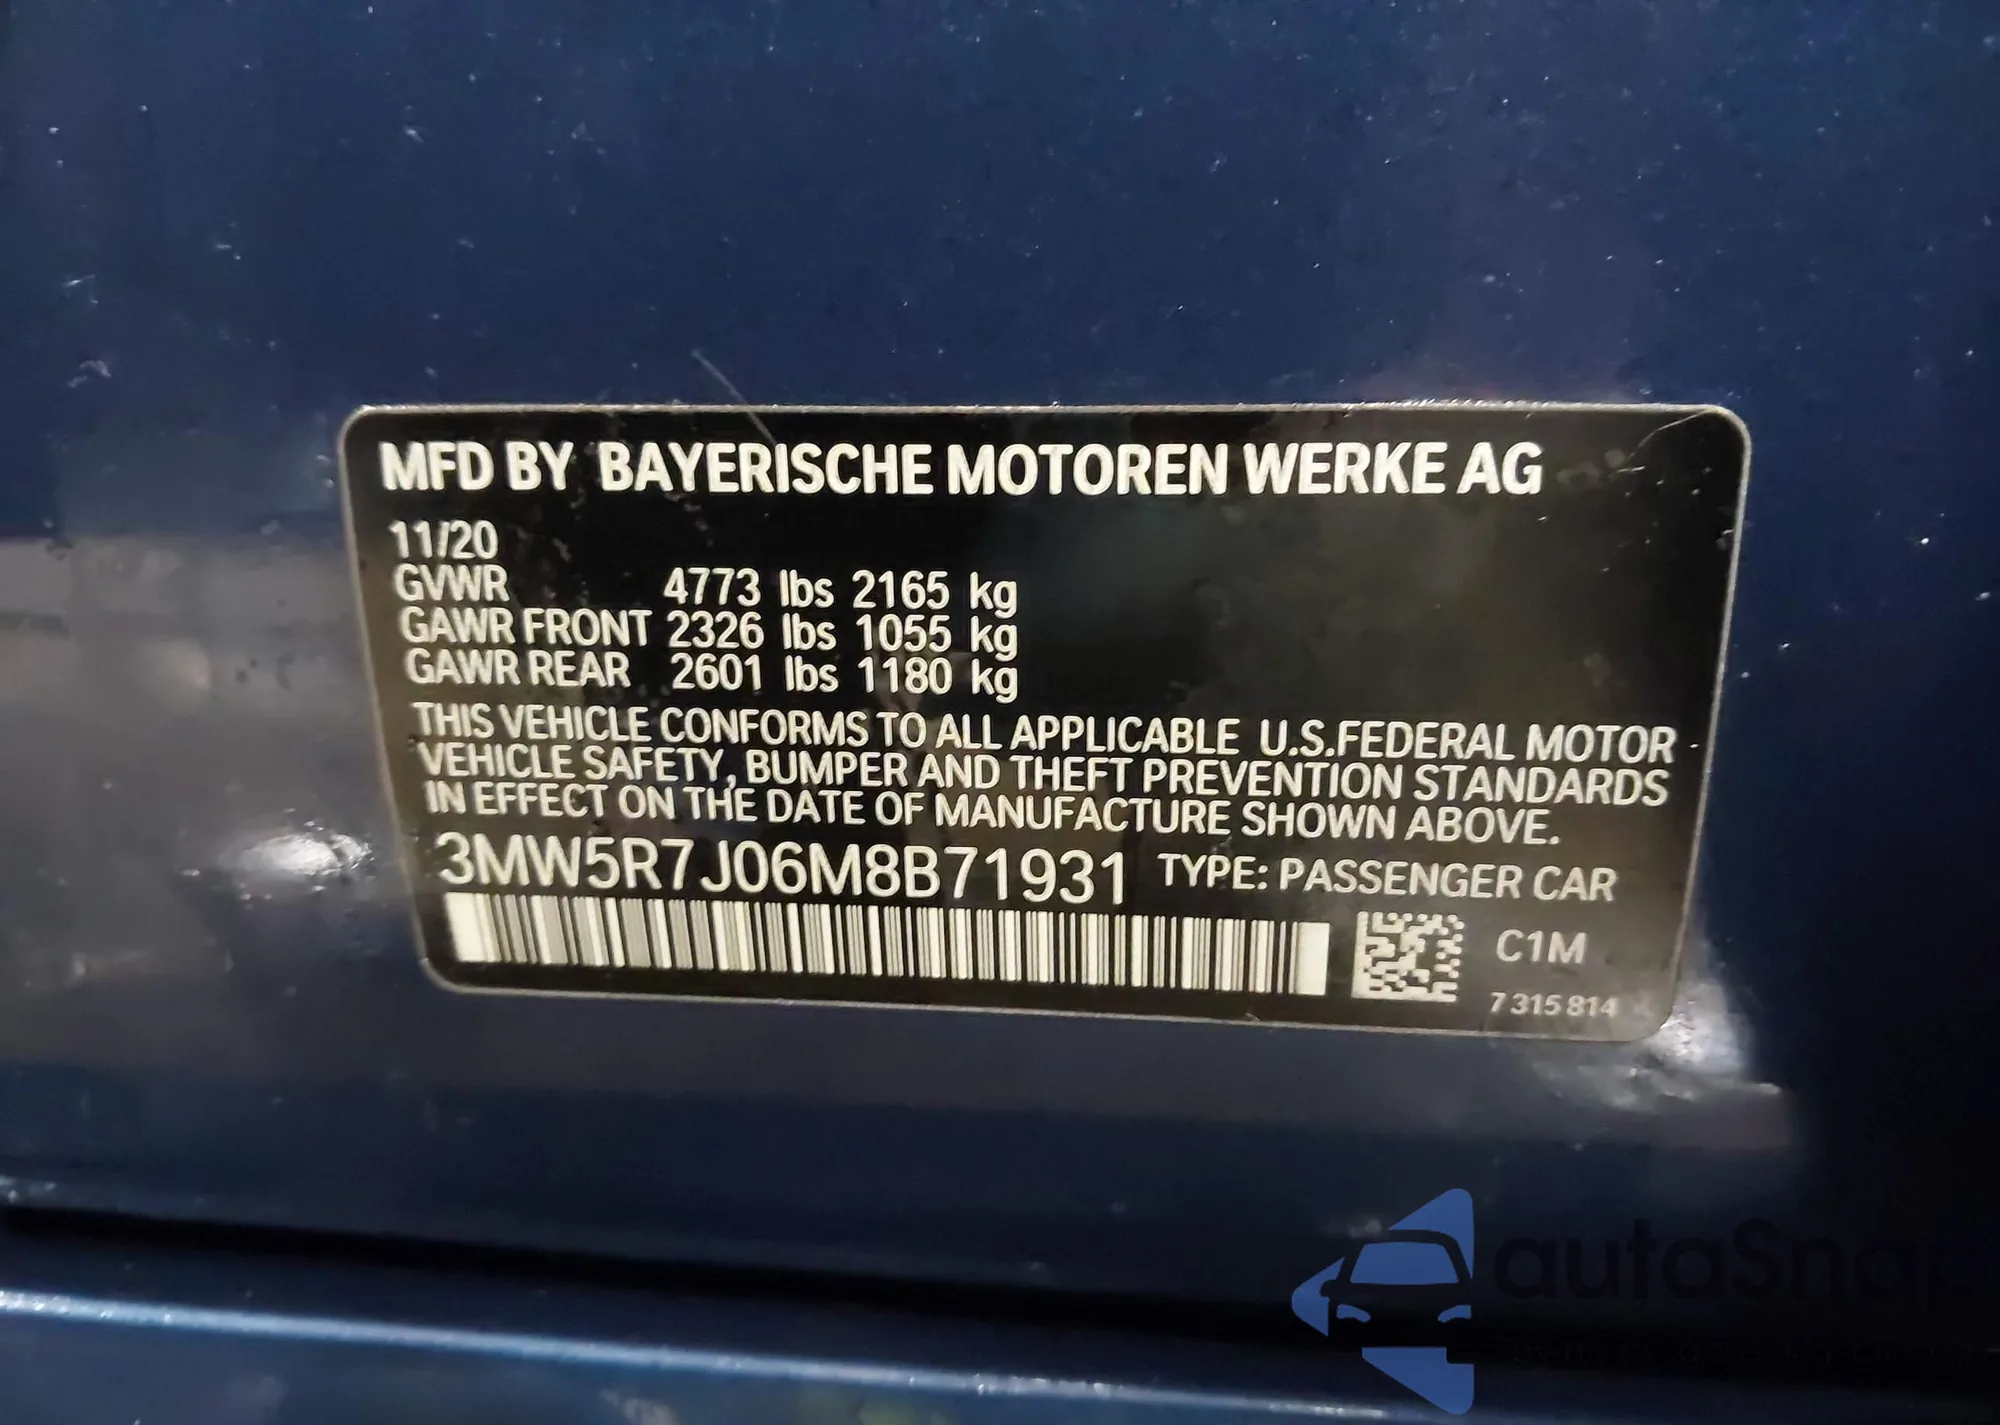 MFD BY BAYERISCHE MOTOREN WERKE AG
11/20
GVWR 4773 lbs 2165 kg
GAWR FRONT 2326 lbs 1055 kg
GAWR REAR 2601 lbs 1180 kg
THIS VEHICLE CONFORMS TO ALL APPLICABLE U.S.FEDERAL MOTOR
VEHICLE SAFETY, BUMPER AND THEFT PREVENTION STANDARDS
IN EFFECT ON THE DATE OF MANUFACTURE SHOWN ABOVE.
3MW5R7J06M8B71931 TYPE: PASSENGER CAR
C1M
7 315 814
autaSnap